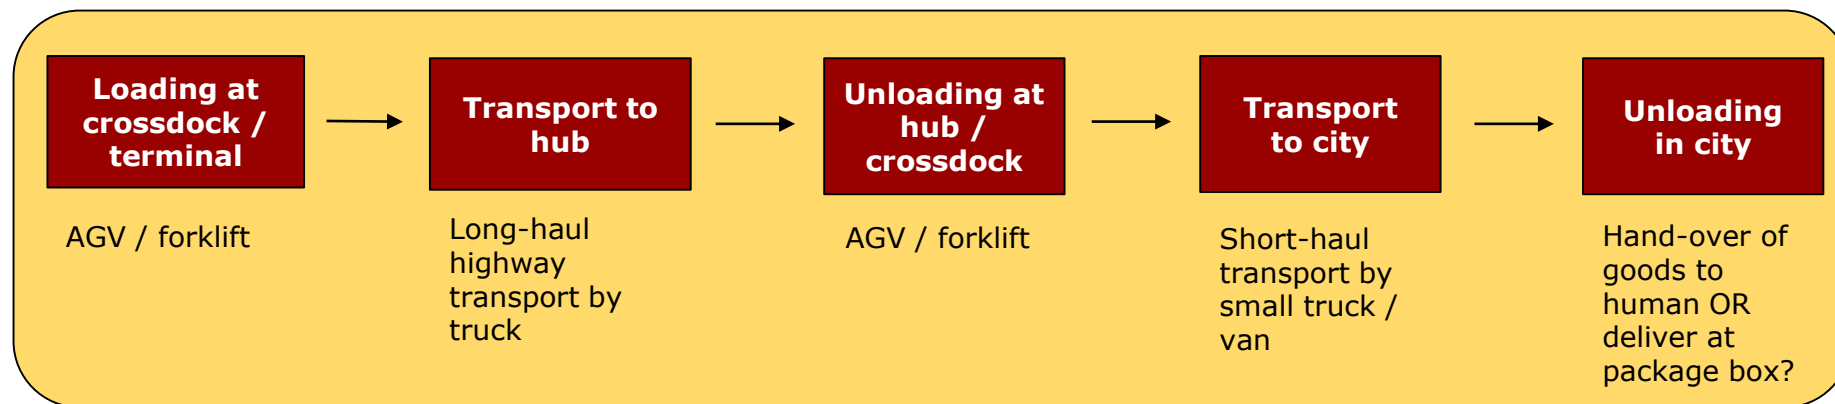 Loading at
crossdock /
terminal
Transport to
hub
Unloading at
hub /
crossdock
Transport
to city
Unloading
in city
AGV / forklift
Long-haul
highway
transport by
truck
AGV / forklift
Short-haul
transport by
small truck /
van
Hand-over of
goods to
human OR
deliver at
package box?